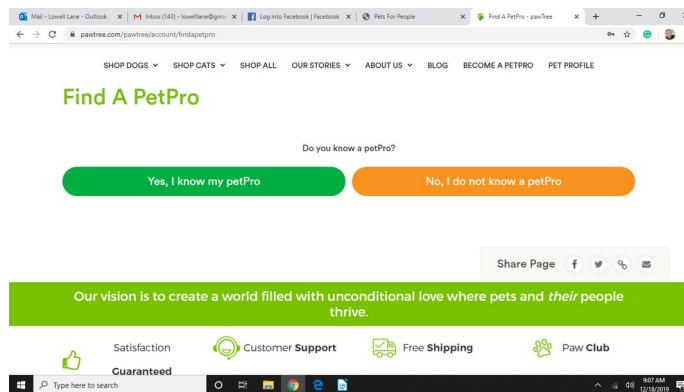 Mail - Lowell Lane - Outlook
Inbox (143) - lowelllane@gm
Log into Facebook | Facebook
Pets For People
Find A PetPro - pawTree
pawtree.com/pawtree/account/findapetpro
SHOP DOGS SHOP CATS SHOP ALL OUR STORIES ABOUT US BLOG BECOME A PETPRO PET PROFILE
Find A PetPro
Do you know a petPro?
Yes, I know my petPro
No, I do not know a petPro
Share Page
Our vision is to create a world filled with unconditional love where pets and their people
thrive.
Satisfaction
Guaranteed
Customer Support
Free Shipping
Paw Club
Type here to search
9:07 AM
12/18/2019